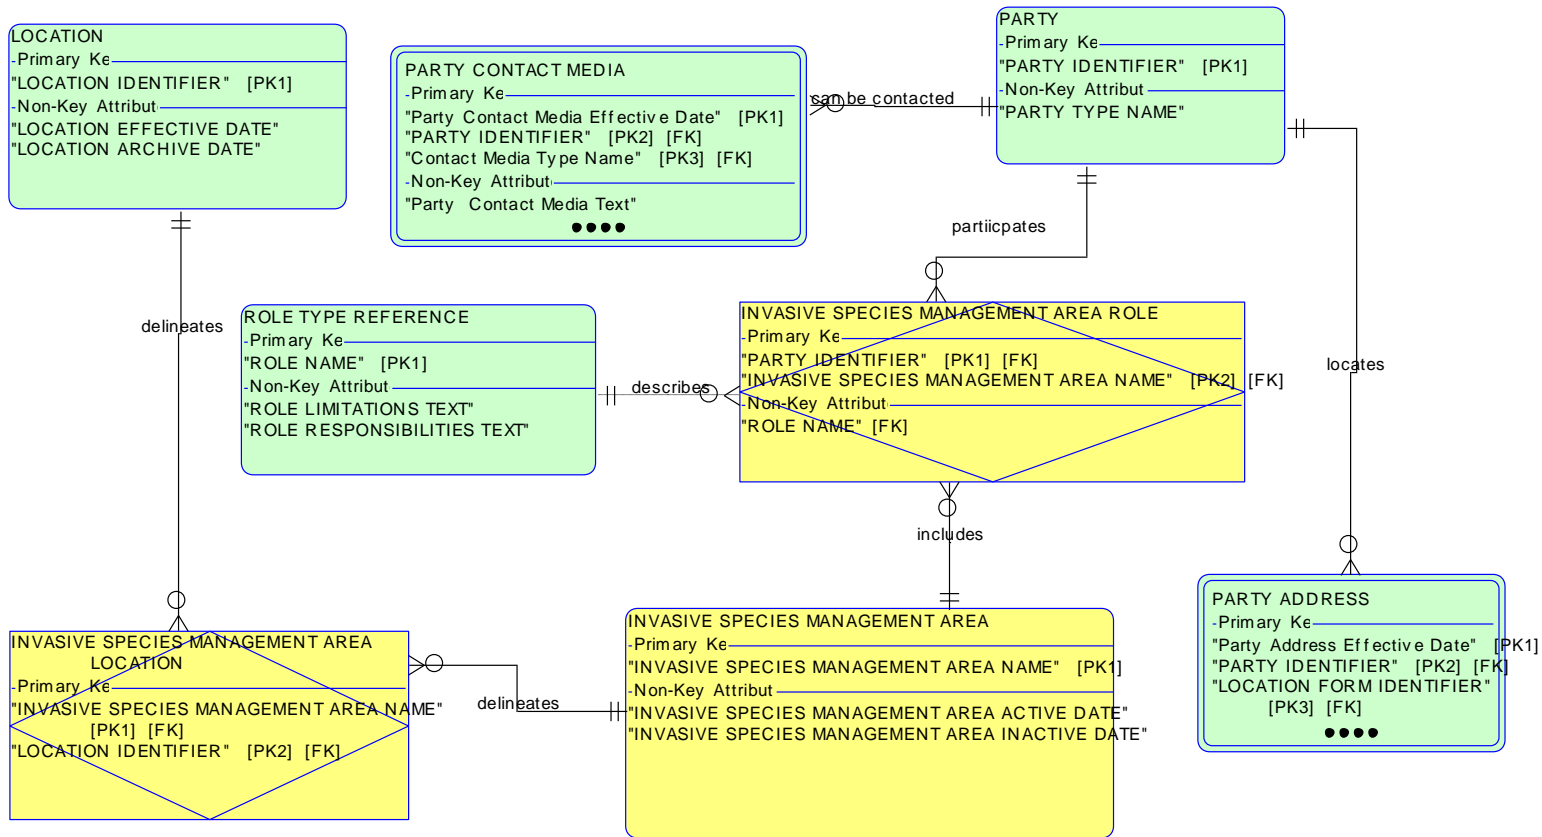 LOCATION
-Primary Ke
"LOCATION IDENTIFIER" [PK1]
-Non-Key Attribut
"LOCATION EFFECTIVE DATE"
"LOCATION ARCHIVE DATE"
PARTY CONTACT MEDIA
-Primary Ke
"Party Contact Media Effective Date" [PK1]
"PARTY IDENTIFIER" [PK2] [FK]
"Contact Media Type Name" [PK3] [FK]
-Non-Key Attribut
"Party Contact Media Text"
can be contacted
PARTY
-Primary Ke
"PARTY IDENTIFIER" [PK1]
-Non-Key Attribut
"PARTY TYPE NAME"
partiicpates
delineates
ROLE TYPE REFERENCE
-Primary Ke
"ROLE NAME" [PK1]
-Non-Key Attribut
"ROLE LIMITATIONS TEXT"
"ROLE RESPONSIBILITIES TEXT"
describes
INVASIVE SPECIES MANAGEMENT AREA ROLE
-Primary Ke
"PARTY IDENTIFIER" [PK1] [FK]
"INVASIVE SPECIES MANAGEMENT AREA NAME" [PK2] [FK]
-Non-Key Attribut
"ROLE NAME" [FK]
locates
includes
INVASIVE SPECIES MANAGEMENT AREA
LOCATION
-Primary Ke
"INVASIVE SPECIES MANAGEMENT AREA NAME"
[PK1] [FK]
"LOCATION IDENTIFIER" [PK2] [FK]
delineates
INVASIVE SPECIES MANAGEMENT AREA
-Primary Ke
"INVASIVE SPECIES MANAGEMENT AREA NAME" [PK1]
-Non-Key Attribut
"INVASIVE SPECIES MANAGEMENT AREA ACTIVE DATE"
"INVASIVE SPECIES MANAGEMENT AREA INACTIVE DATE"
PARTY ADDRESS
-Primary Ke
"Party Address Effective Date" [PK1]
"PARTY IDENTIFIER" [PK2] [FK]
"LOCATION FORM IDENTIFIER"
[PK3] [FK]